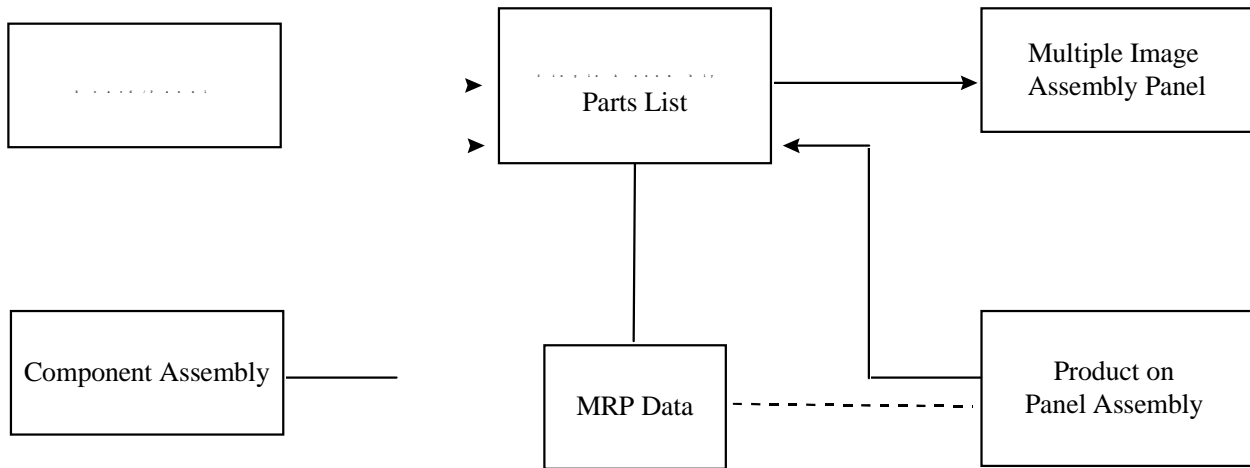 Multiple Image
Assembly Panel
Parts List
Component Assembly
MRP Data
Product on
Panel Assembly